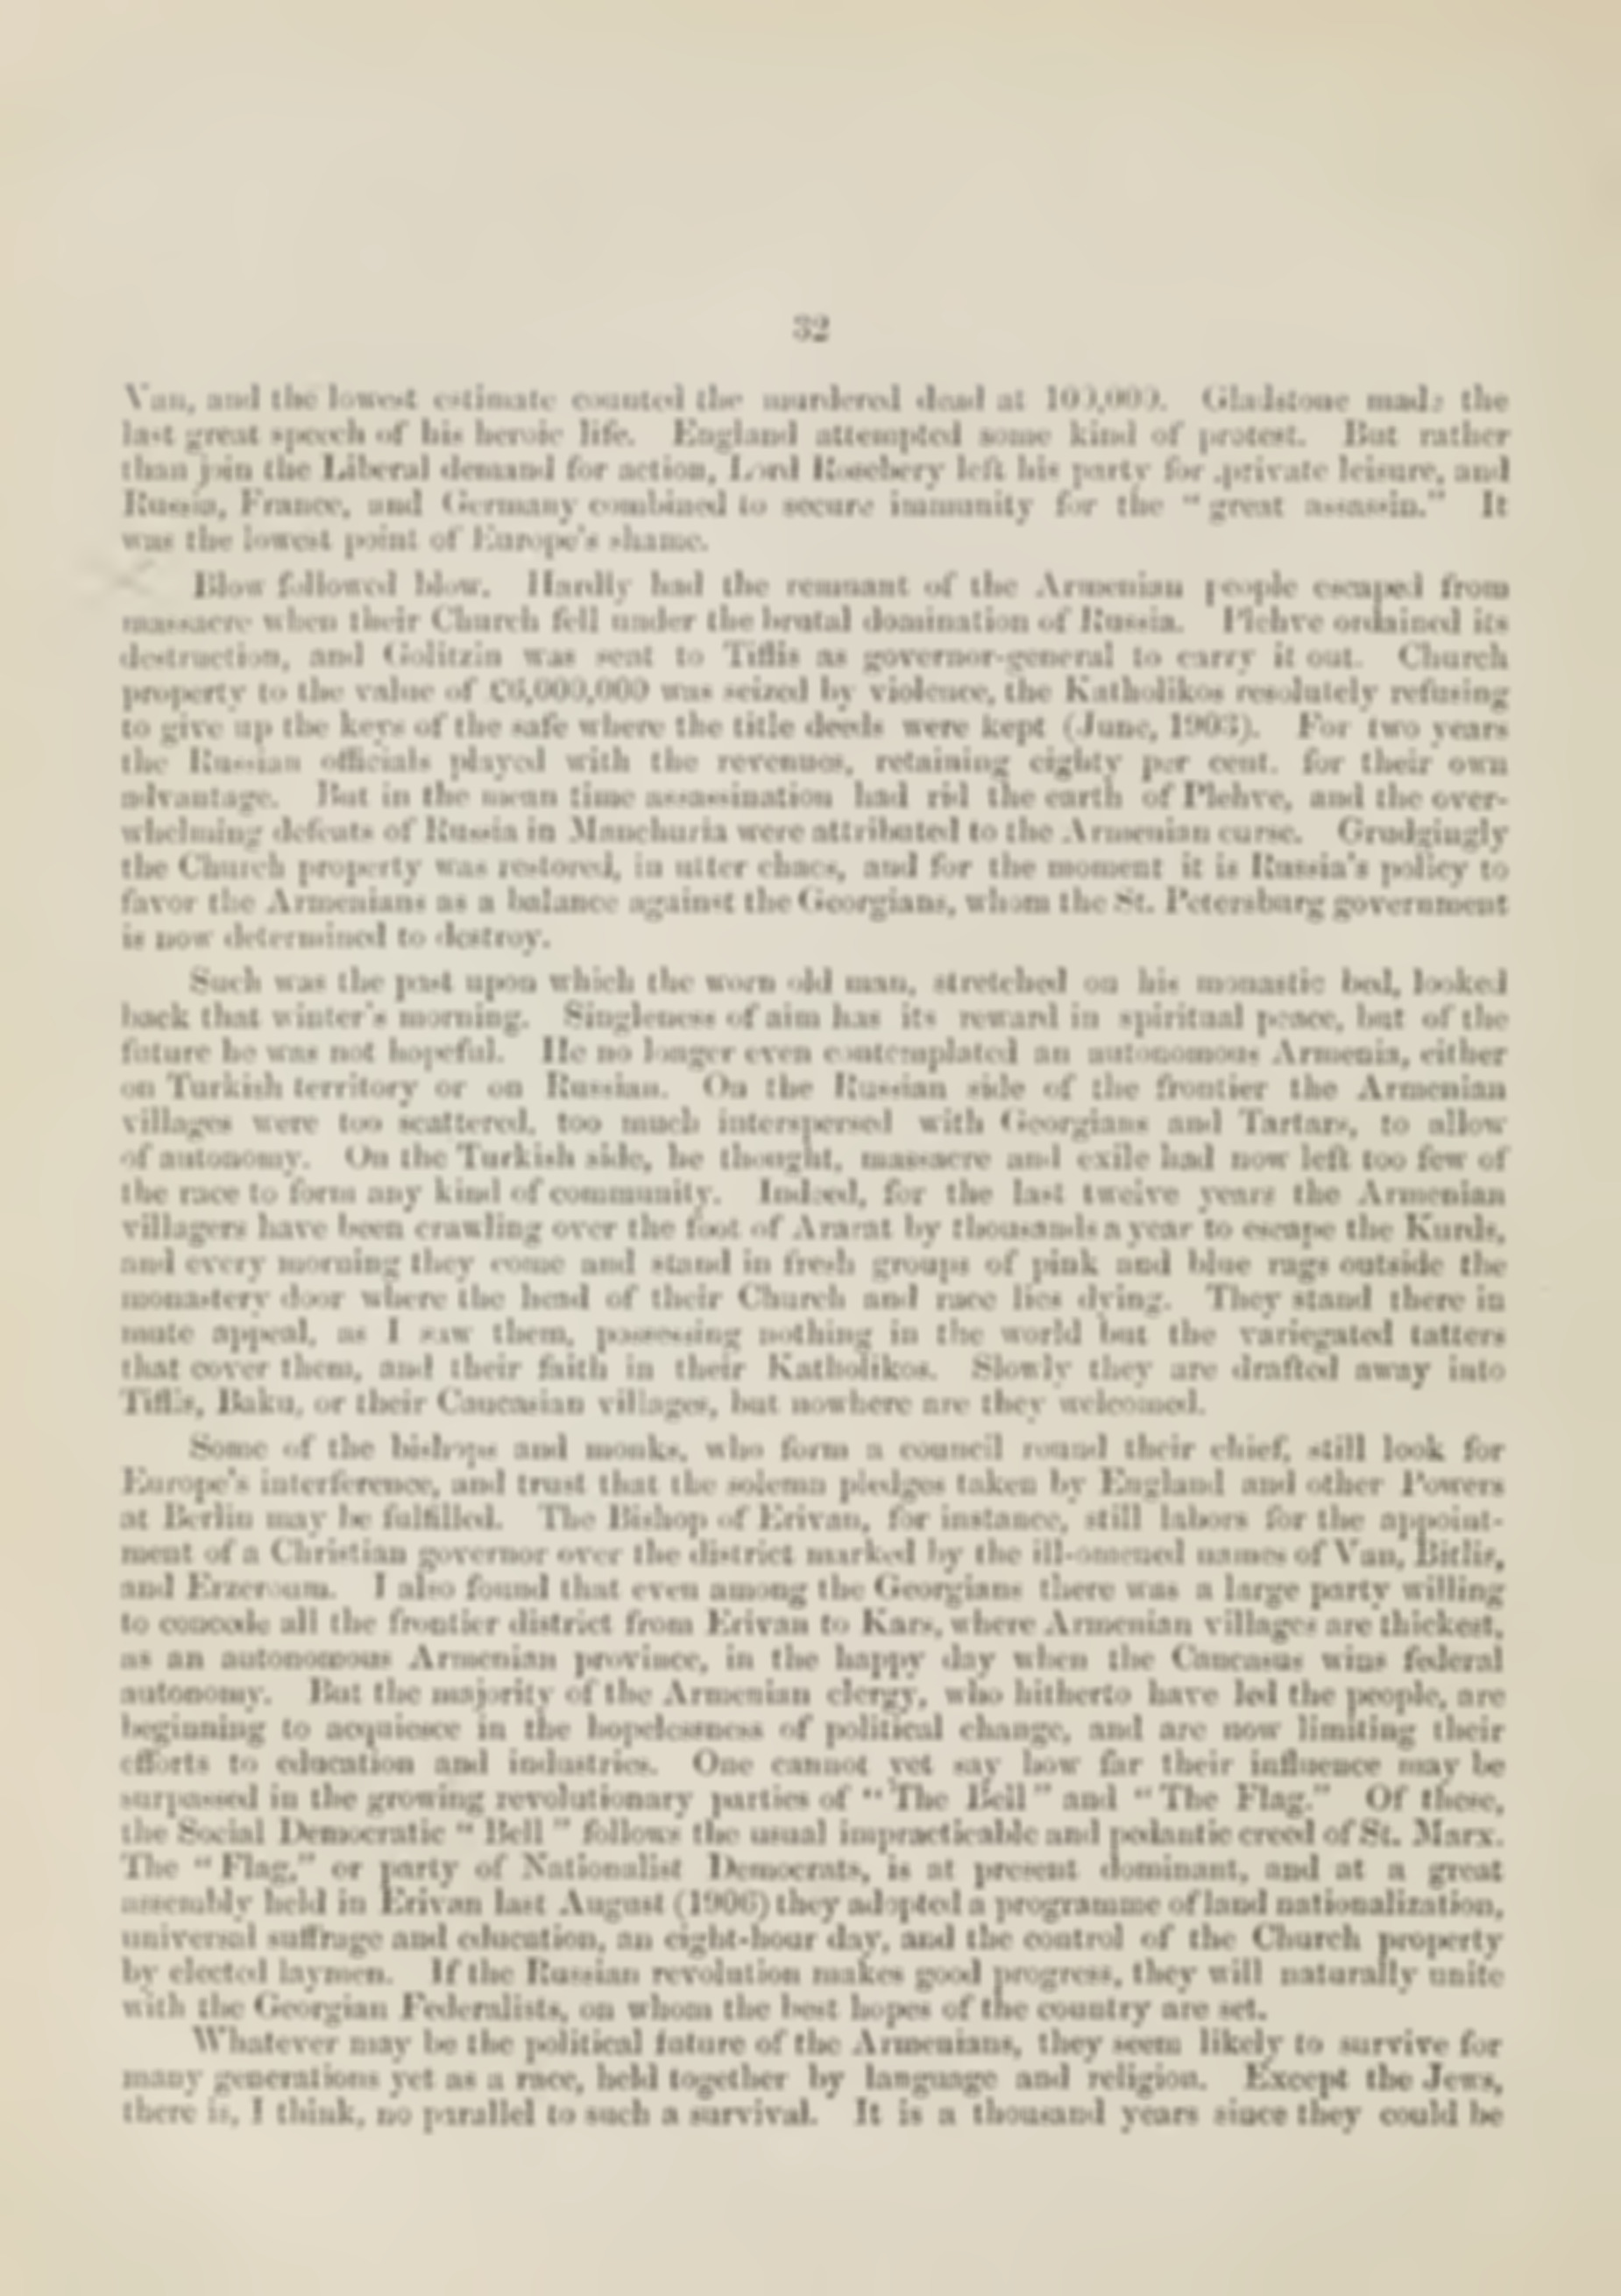 32
Van, and the lowest estimate counted the murdered dead at 100,000. Gladstone made the
last great speech of his heroic life. England attempted some kind of protest. But rather
than join the Liberal demand for action, Lord Rosebery left his party for private leisure, and
Russia, France, and Germany combined to secure immunity for the “great assassin.” It
was the lowest point of Europe's shame.
Blow followed blow. Hardly had the remnant of the Armenian people escaped from
massacre when their Church fell under the brutal domination of Russia. Plehve ordained its
destruction, and Golitzin was sent to Tiflis as governor-general to carry it out. Church
property to the value of £6,000,000 was seized by violence, the Katholikos resolutely refusing
to give up the keys of the safe where the title deeds were kept (June, 1903). For two years
the Russian officials played with the revenues, retaining eighty per cent. for their own
advantage. But in the mean time assassination had rid the earth of Plehve, and the over-
whelming defeats of Russia in Manchuria were attributed to the Armenian curse. Grudgingly
the Church property was restored, in utter chaos, and for the moment it is Russia's policy to
favor the Armenians as a balance against the Georgians, whom the St. Petersburg government
is now determined to destroy.
Such was the past upon which the worn old man, stretched on his monastic bed, looked
back that winter's morning. Singleness of aim has its reward in spiritual peace, but of the
future he was not hopeful. He no longer even contemplated an autonomous Armenia, either
on Turkish territory or on Russian. On the Russian side of the frontier the Armenian
villages were too scattered, too much interspersed with Georgians and Tartars, to allow
of autonomy. On the Turkish side, he thought, massacre and exile had now left too few of
the race to form any kind of community. Indeed, for the last twelve years the Armenian
villagers have been crawling over the foot of Ararat by thousands a year to escape the Kurds,
and every morning they come and stand in fresh groups of pink and blue rags outside the
monastery door where the head of their Church and race lies dying. They stand there in
mute appeal, as I saw them, possessing nothing in the world but the variegated tatters
that cover them, and their faith in their Katholikos. Slowly they are drafted away into
Tiflis, Baku, or their Caucasian villages, but nowhere are they welcomed.
Some of the bishops and monks, who form a council round their chief, still look for
Europe's interference, and trust that the solemn pledges taken by England and other Powers
at Berlin may be fulfilled. The Bishop of Erivan, for instance, still labors for the appoint-
ment of a Christian governor over the district marked by the ill-omened names of Van, Bitlis,
and Erzeroum. I also found that even among the Georgians there was a large party willing
to concede all the frontier district from Erivan to Kars, where Armenian villages are thickest,
as an autonomous Armenian province, in the happy day when the Caucasus wins federal
autonomy. But the majority of the Armenian clergy, who hitherto have led the people, are
beginning to acquiesce in the hopelessness of political change, and are now limiting their
efforts to education and industries. One cannot yet say how far their influence may be
surpassed in the growing revolutionary parties of “The Bell” and “The Flag.” Of these,
the Social Democratic “Bell” follows the usual impracticable and pedantic creed of St. Marx.
The “Flag,” or party of Nationalist Democrats, is at present dominant, and at a great
assembly held in Erivan last August (1906) they adopted a programme of land nationalization,
universal suffrage and education, an eight-hour day, and the control of the Church property
by elected laymen. If the Russian revolution makes good progress, they will naturally unite
with the Georgian Federalists, on whom the best hopes of the country are set.
Whatever may be the political future of the Armenians, they seem likely to survive for
many generations yet as a race, held together by language and religion. Except the Jews,
there is, I think, no parallel to such a survival. It is a thousand years since they could be